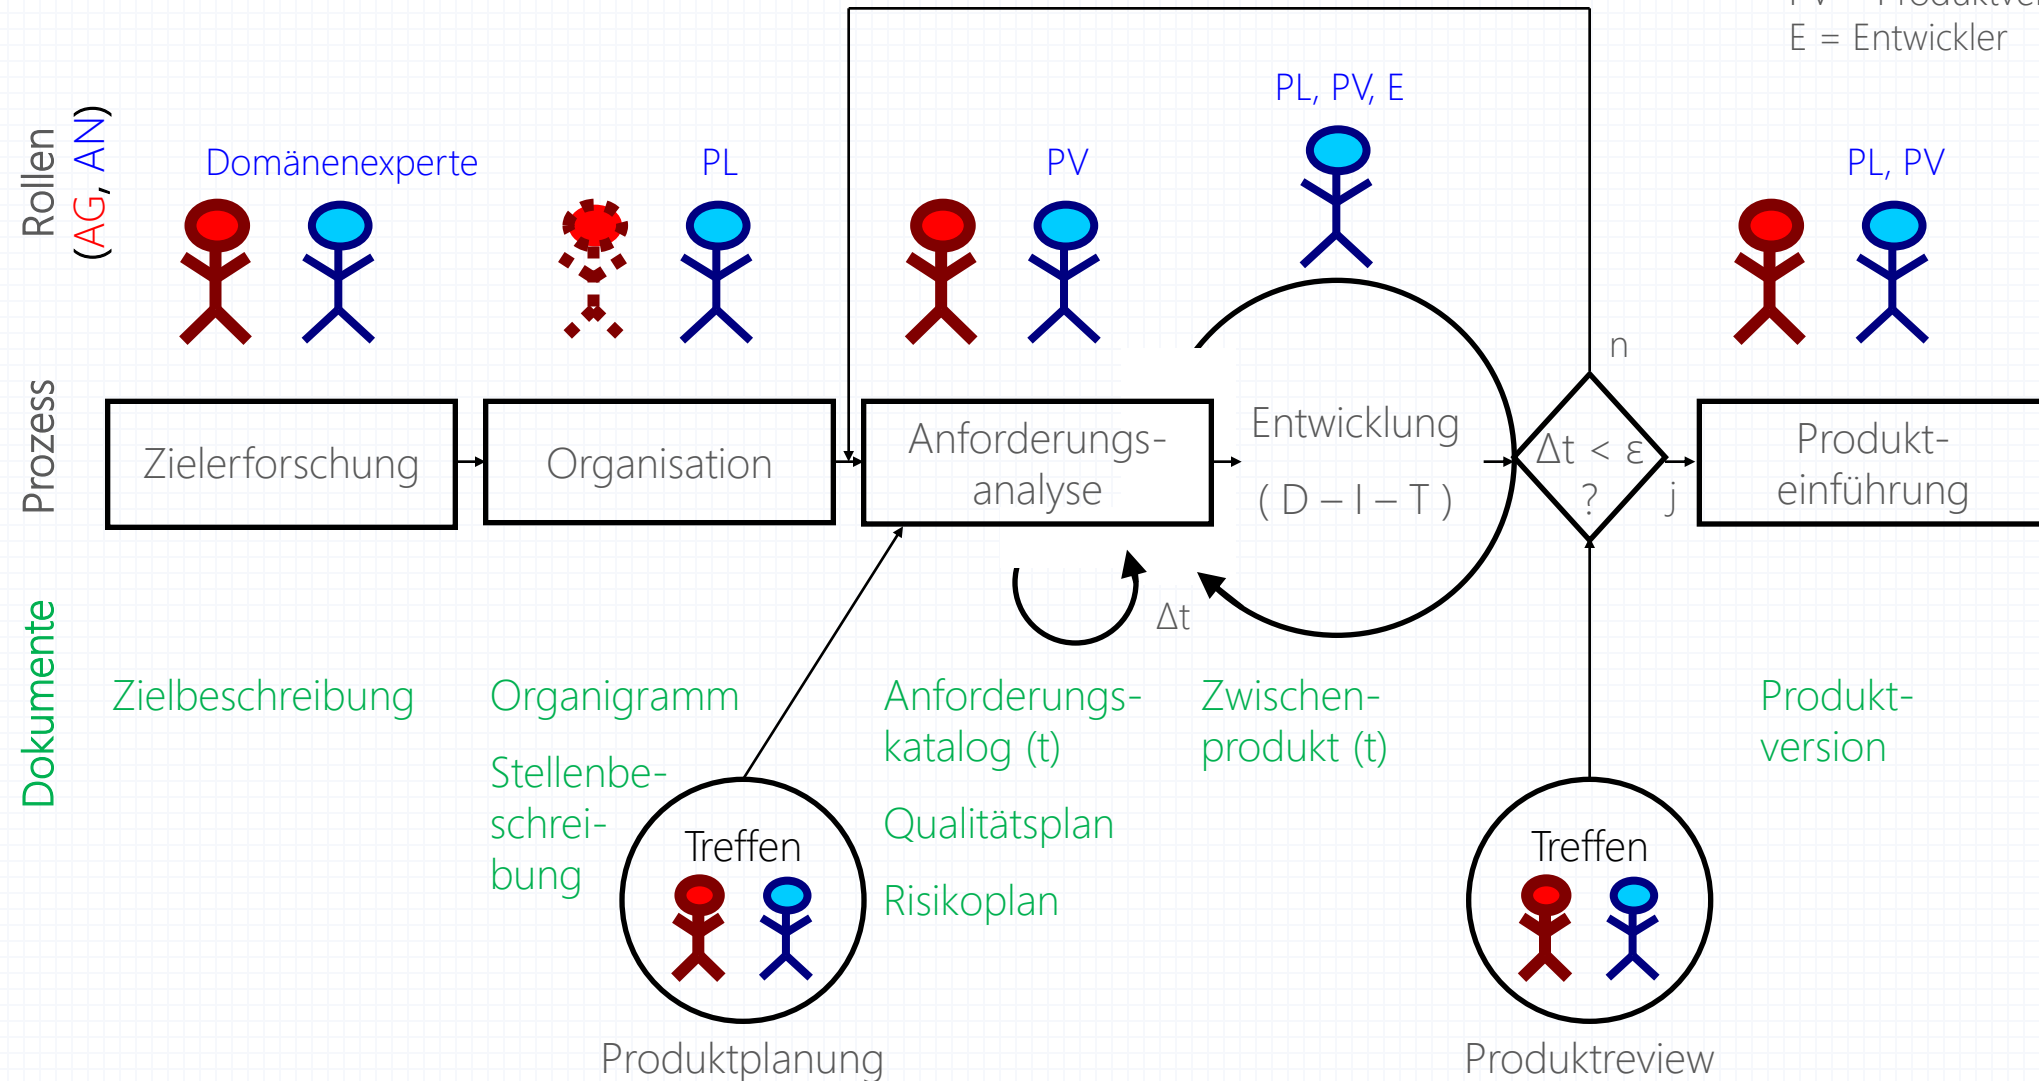 E = Entwickler
PL, PV, E
Rollen
(AG, AN)
Domänenexperte
PL
PV
PL, PV
n
Prozess
Zielerforschung
Organisation
Anforderungs-
analyse
Entwicklung
( D – I – T )
Δt < ε
?
j
Produkt-
einführung
Δt
Dokumente
Zielbeschreibung
Organigramm
Stellenbe-
schrei-
bung
Anforderungs-
katalog (t)
Qualitätsplan
Risikoplan
Zwischen-
produkt (t)
Produkt-
version
Treffen
Treffen
Produktplanung
Produktreview